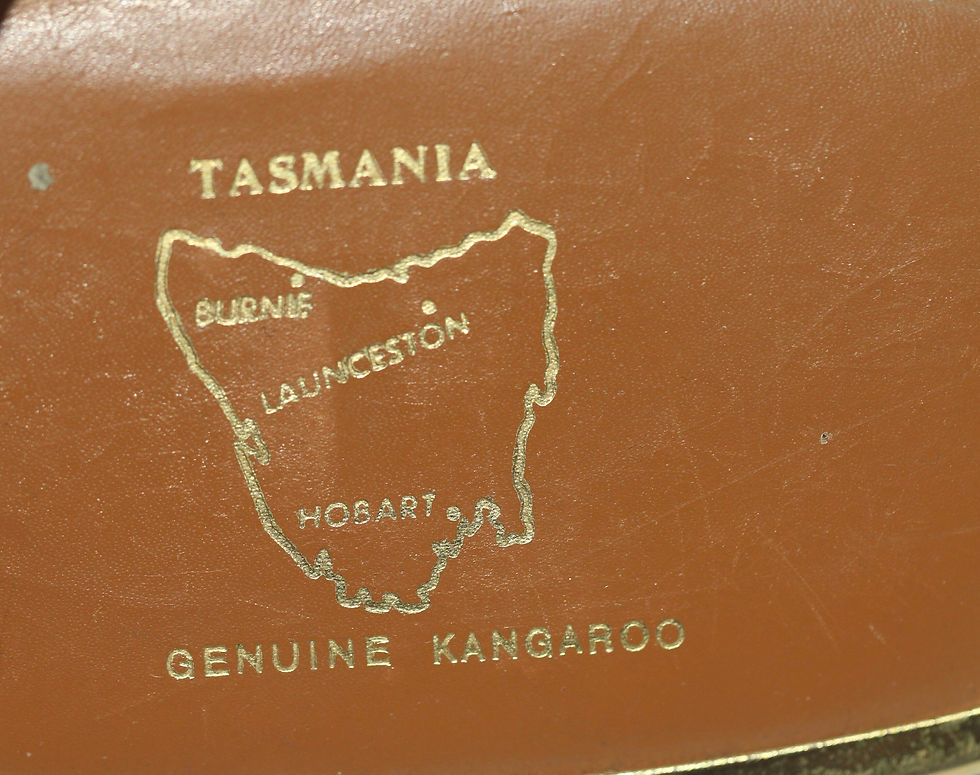 TASMANIA
BURNIE
LAUNCESTON
HOBART
GENUINE KANGAROO